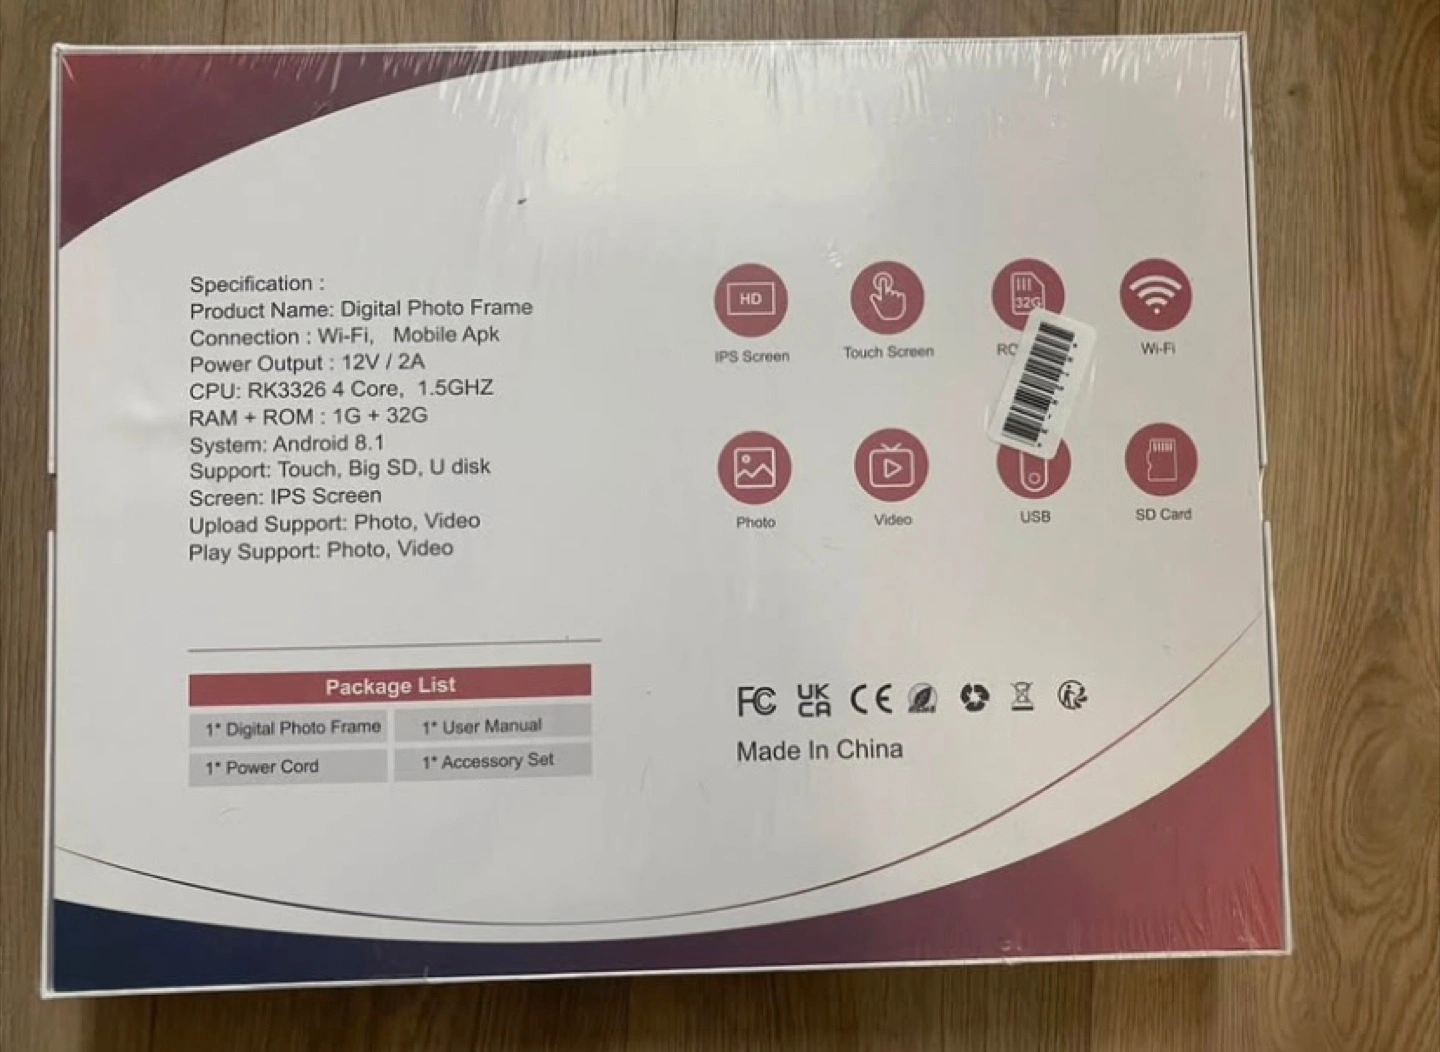 Specification :
Product Name: Digital Photo Frame
Connection : Wi-Fi, Mobile Apk
Power Output : 12V / 2A
CPU: RK3326 4 Core, 1.5GHZ
RAM + ROM : 1G + 32G
System: Android 8.1
Support: Touch, Big SD, U disk
Screen: IPS Screen
Upload Support: Photo, Video
Play Support: Photo, Video
HD
32G
IPS Screen
Touch Screen
Wi-Fi
Photo
Video
USB
SD Card
Package List
1* Digital Photo Frame
1* User Manual
1* Power Cord
1* Accessory Set
FC UK CA CE
Made In China